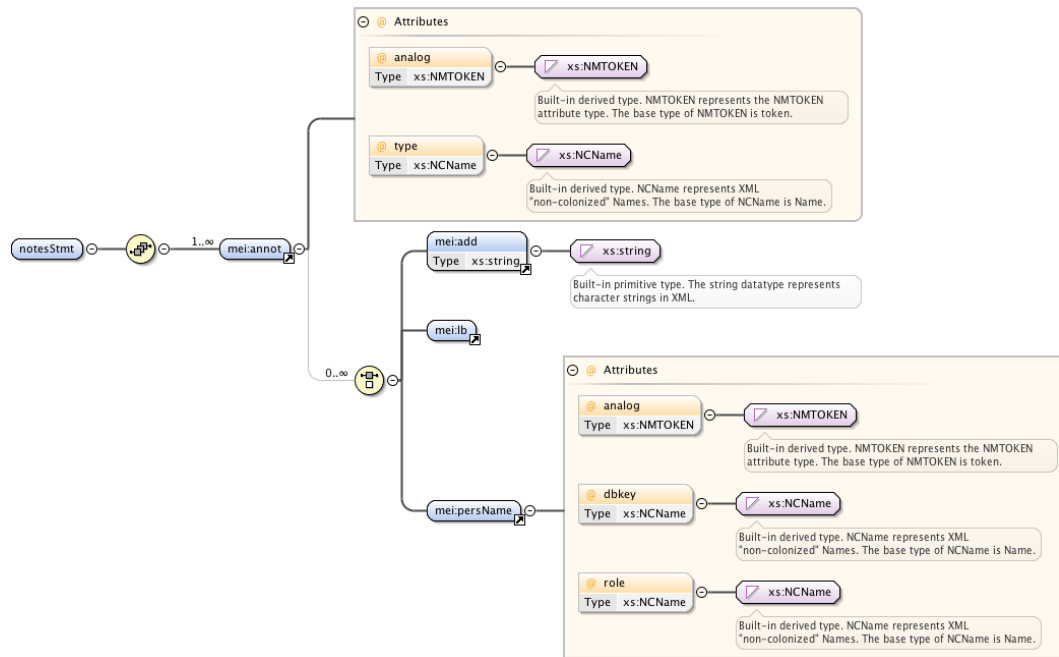 @ Attributes
@ analog
Type xs:NMTOKEN
xs:NMTOKEN
Built-in derived type. NMTOKEN represents the NMTOKEN
attribute type. The base type of NMTOKEN is token.
@ type
Type xs:NCName
xs:NCName
Built-in derived type. NCName represents XML
"non-colonized" Names. The base type of NCName is Name.
notesStmt
1..∞
mei:annot
mei:add
Type xs:string
xs:string
Built-in primitive type. The string datatype represents
character strings in XML.
mei:lb
0..∞
@ Attributes
@ analog
Type xs:NMTOKEN
xs:NMTOKEN
Built-in derived type. NMTOKEN represents the NMTOKEN
attribute type. The base type of NMTOKEN is token.
mei:persName
@ dbkey
Type xs:NCName
xs:NCName
Built-in derived type. NCName represents XML
"non-colonized" Names. The base type of NCName is Name.
@ role
Type xs:NCName
xs:NCName
Built-in derived type. NCName represents XML
"non-colonized" Names. The base type of NCName is Name.